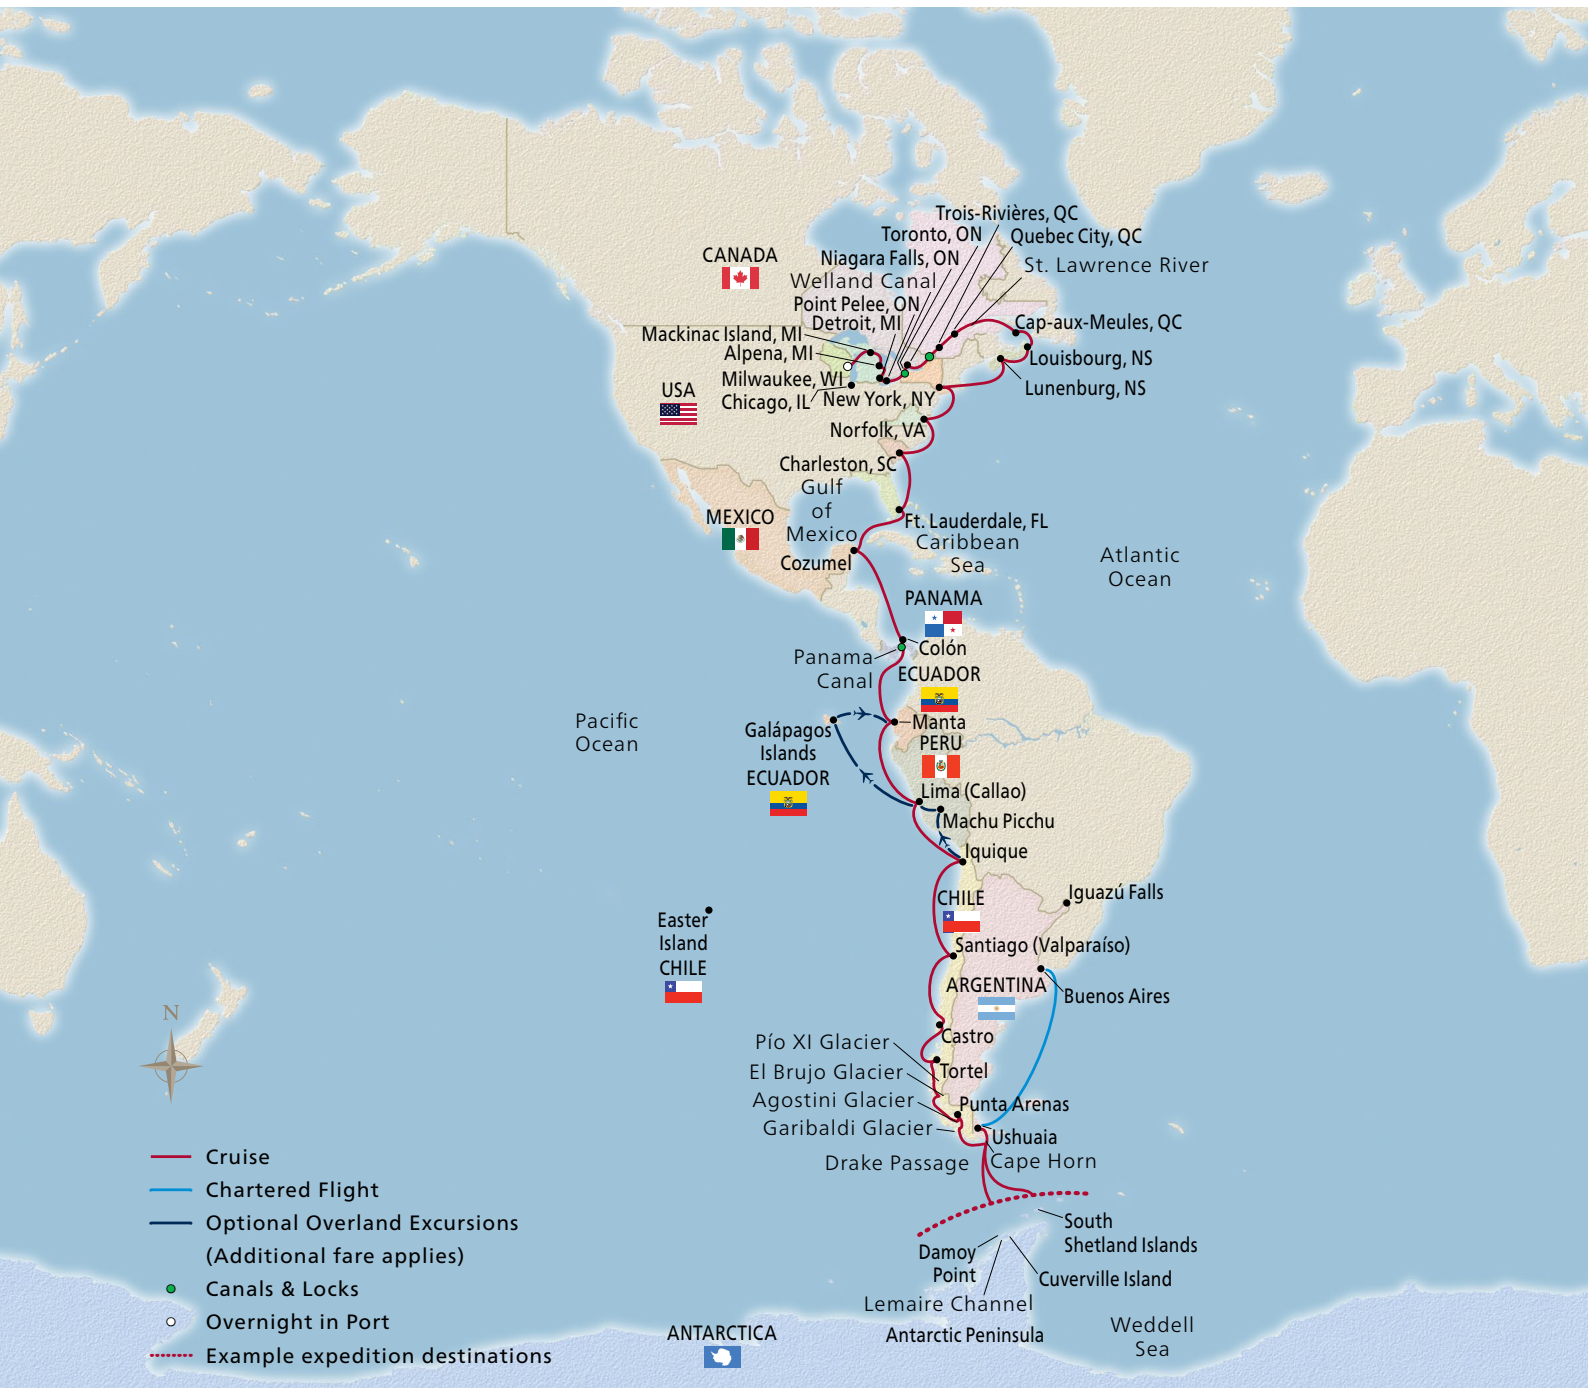 Trois-Rivières, QC
Toronto, ON
Quebec City, QC
CANADA
Niagara Falls, ON
St. Lawrence River
Welland Canal
Point Pelee, ON
Detroit, MI
Cap-aux-Meules, QC
Mackinac Island, MI
Alpena, MI
Louisbourg, NS
Milwaukee, WI
USA
Lunenburg, NS
Chicago, IL
New York, NY
Norfolk, VA
Charleston, SC
Gulf
of
Mexico
MEXICO
Ft. Lauderdale, FL
Caribbean
Sea
Cozumel
Atlantic
Ocean
PANAMA
Colón
Panama
Canal
ECUADOR
Pacific
Ocean
Manta
Galápagos
Islands
ECUADOR
PERU
Lima (Callao)
Machu Picchu
Iquique
CHILE
Iguazú Falls
Easter
Island
CHILE
Santiago (Valparaíso)
ARGENTINA
Buenos Aires
N
Castro
Pío XI Glacier
Tortel
El Brujo Glacier
Agostini Glacier
Punta Arenas
Garibaldi Glacier
Ushuaia
Drake Passage
Cape Horn
Cruise
Chartered Flight
Optional Overland Excursions
(Additional fare applies)
Canals & Locks
Overnight in Port
Example expedition destinations
South
Shetland Islands
Damoy
Point
Cuverville Island
Lemaire Channel
Antarctic Peninsula
Weddell
Sea
ANTARCTICA